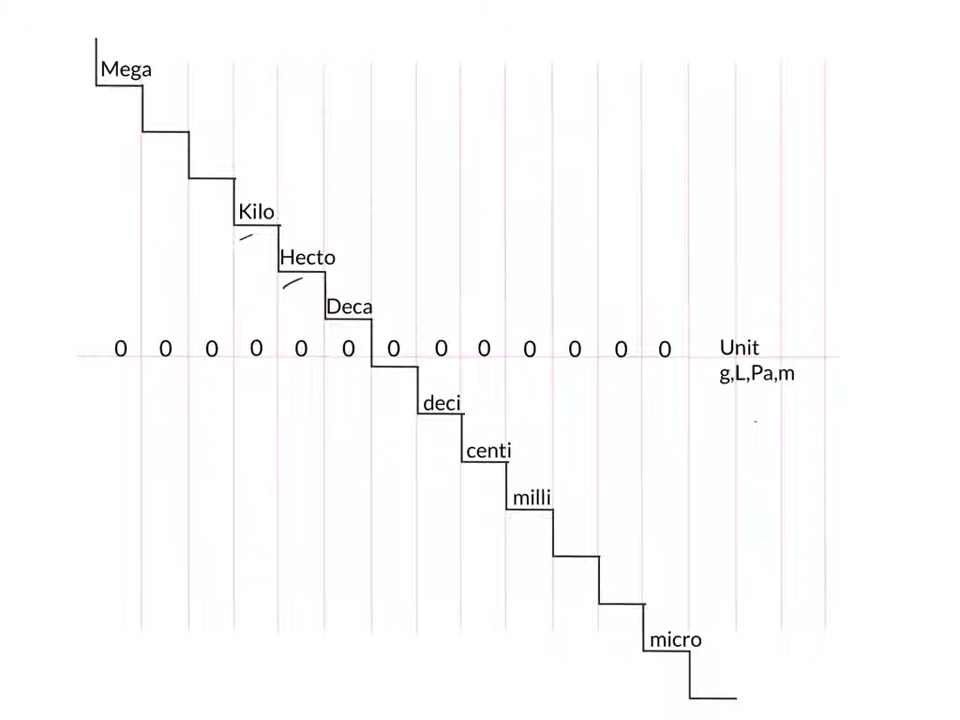 Mega
Kilo
Hecto
Deca
0 0 0 0 0 0 0 0 0 0 0 0 0 Unit
g,L,Pa,m
deci
centi
milli
micro